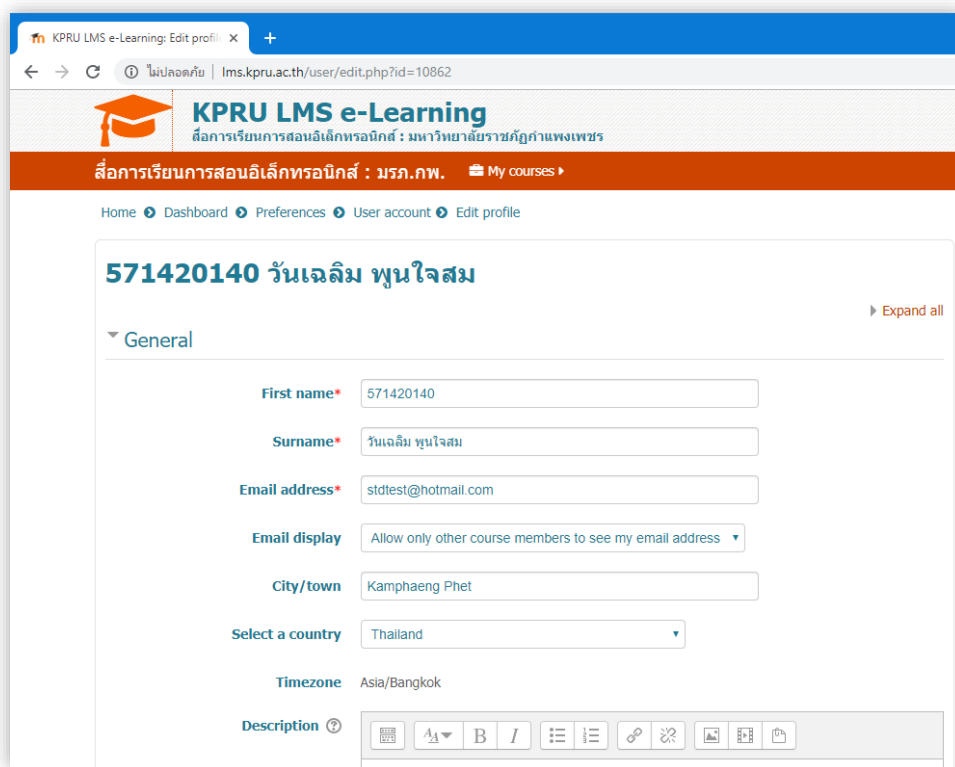 KPRU LMS e-Learning: Edit profil
ไม่ปลอดภัย | lms.kpru.ac.th/user/edit.php?id=10862
KPRU LMS e-Learning
สื่อการเรียนการสอนอิเล็กทรอนิกส์ : มหาวิทยาลัยราชภัฏกำแพงเพชร
สื่อการเรียนการสอนอิเล็กทรอนิกส์ : มรภ.กพ. My courses
Home Dashboard Preferences User account Edit profile
571420140 วันเฉลิม พูนใจสม
Expand all
General
First name* 571420140
Surname* วันเฉลิม พูนใจสม
Email address* stdtest@hotmail.com
Email display Allow only other course members to see my email address
City/town Kamphaeng Phet
Select a country Thailand
Timezone Asia/Bangkok
Description